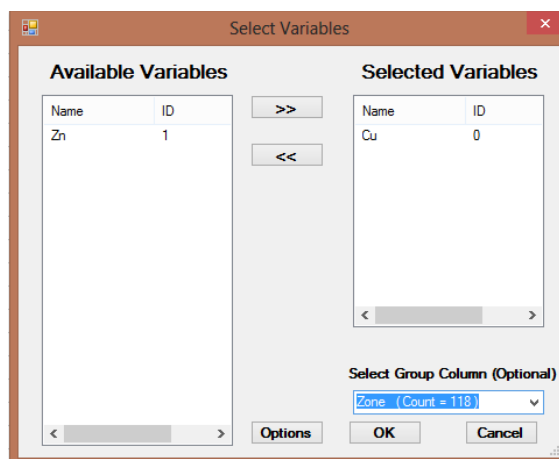 Select Variables
Available Variables
Name ID
Zn 1
>>
<<
Selected Variables
Name ID
Cu 0
Select Group Column (Optional)
Zone (Count = 118)
Options OK Cancel